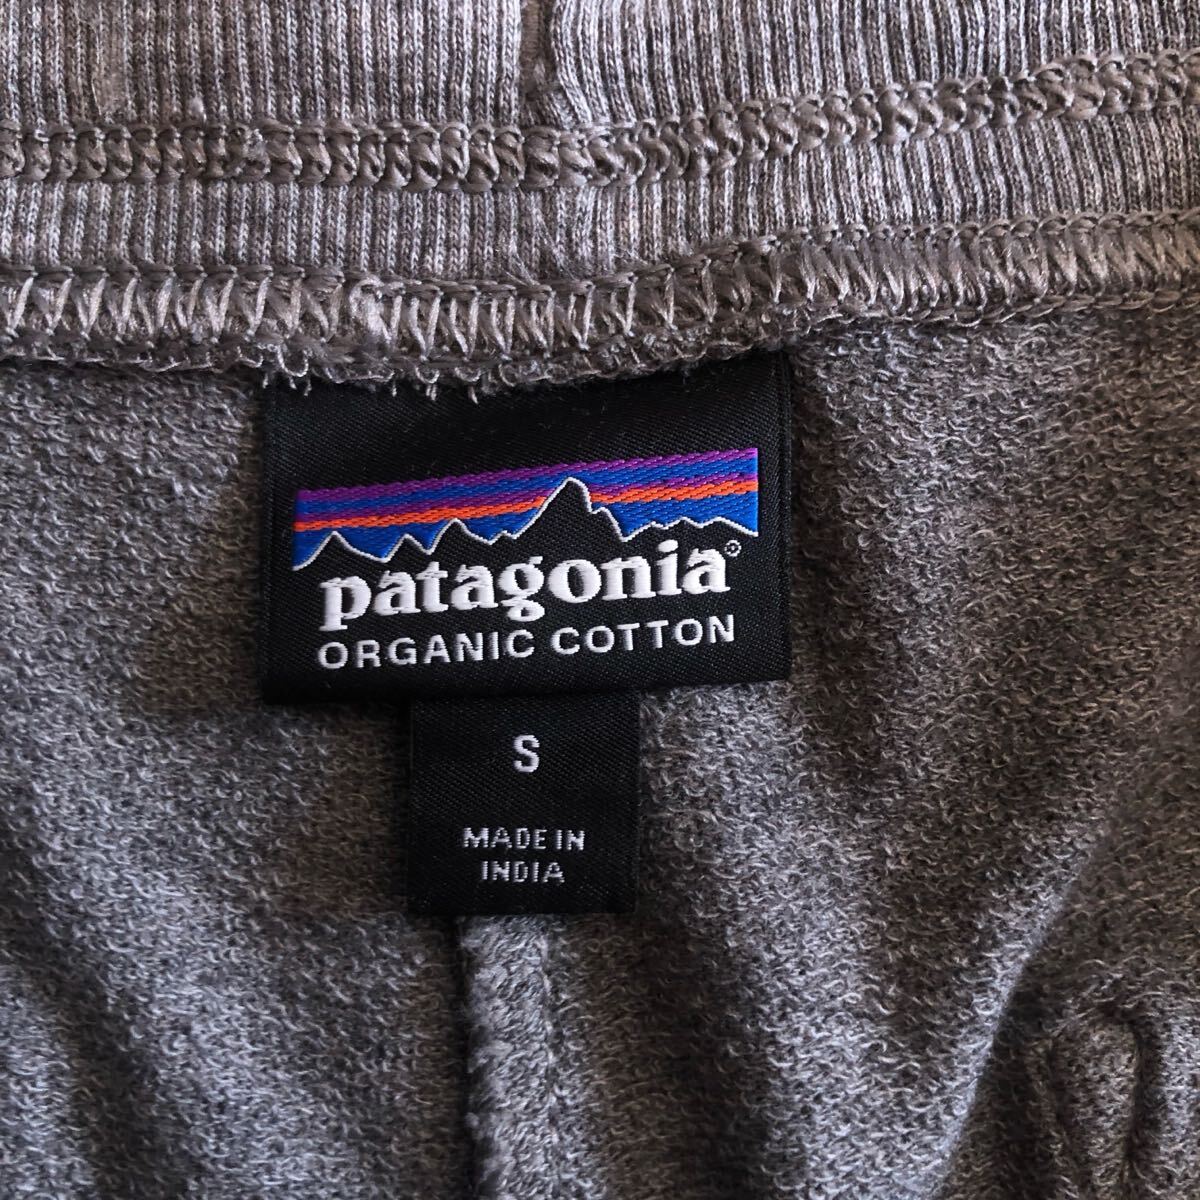 patagonia®
ORGANIC COTTON
S
MADE IN
INDIA